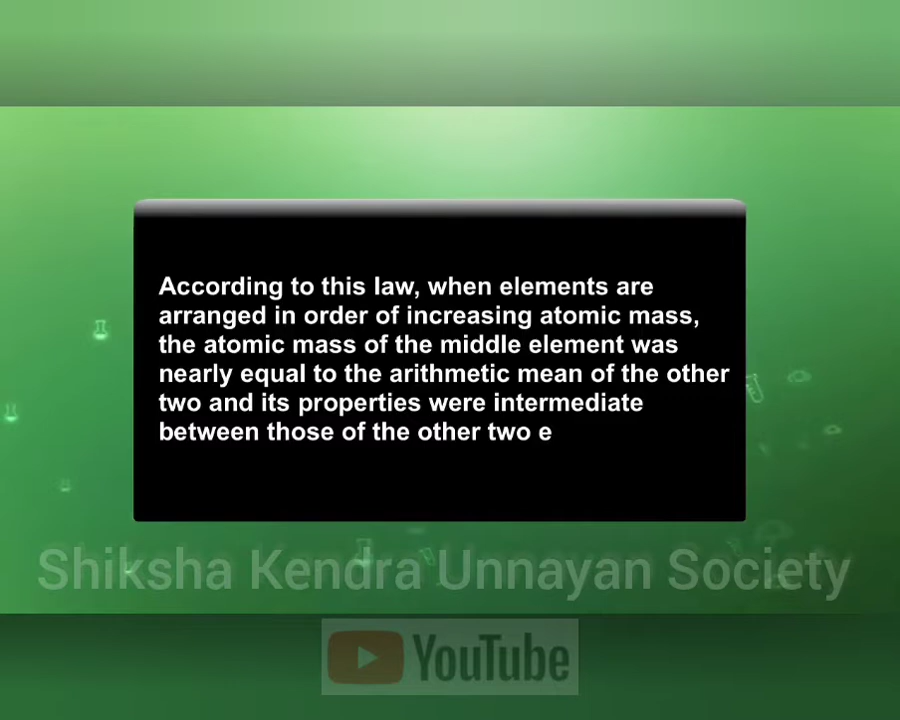 According to this law, when elements are
arranged in order of increasing atomic mass,
the atomic mass of the middle element was
nearly equal to the arithmetic mean of the other
two and its properties were intermediate
between those of the other two e
Shiksha Kendra Unnayan Society
YouTube